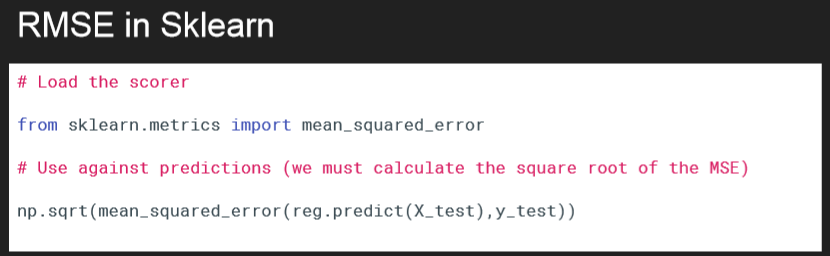 RMSE in Sklearn
# Load the scorer
from sklearn.metrics import mean_squared_error
# Use against predictions (we must calculate the square root of the MSE)
np.sqrt(mean_squared_error(reg.predict(X_test),y_test))